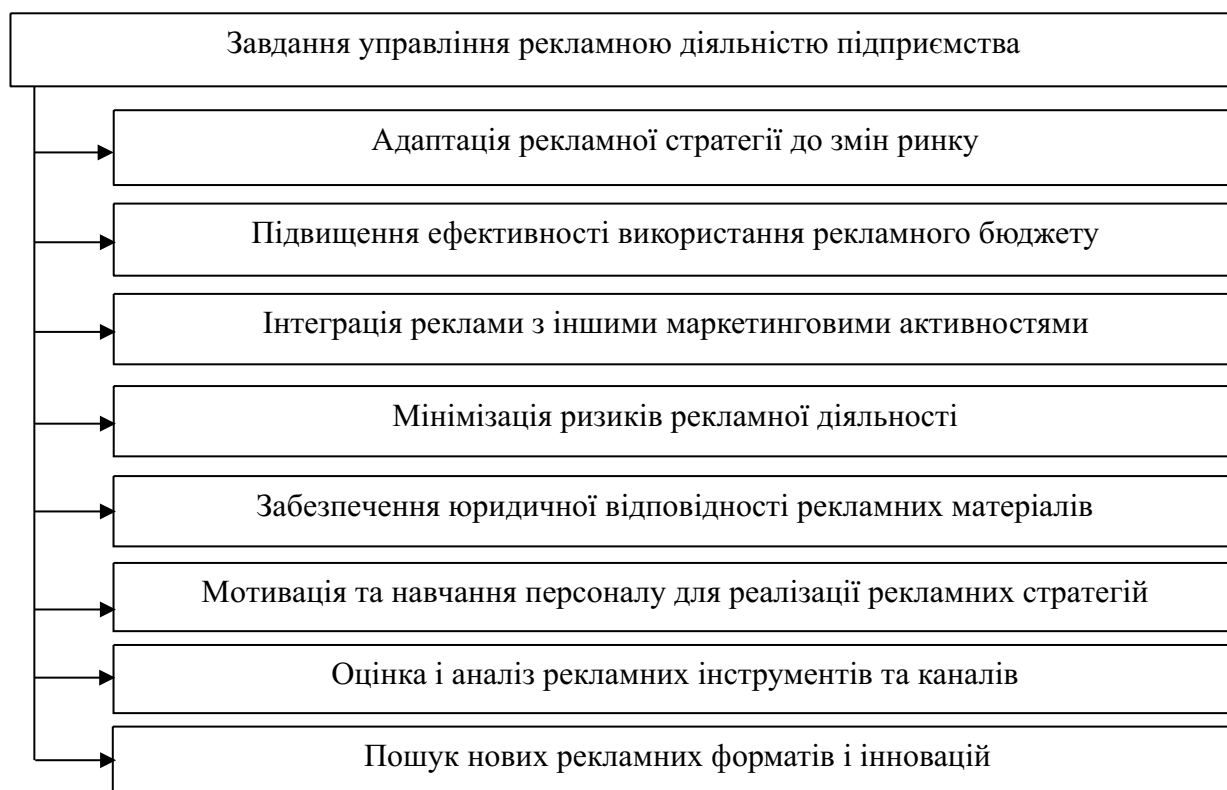 Завдання управління рекламною діяльністю підприємства
Адаптація рекламної стратегії до змін ринку
Підвищення ефективності використання рекламного бюджету
Інтеграція реклами з іншими маркетинговими активностями
Мінімізація ризиків рекламної діяльності
Забезпечення юридичної відповідності рекламних матеріалів
Мотивація та навчання персоналу для реалізації рекламних стратегій
Оцінка і аналіз рекламних інструментів та каналів
Пошук нових рекламних форматів і інновацій